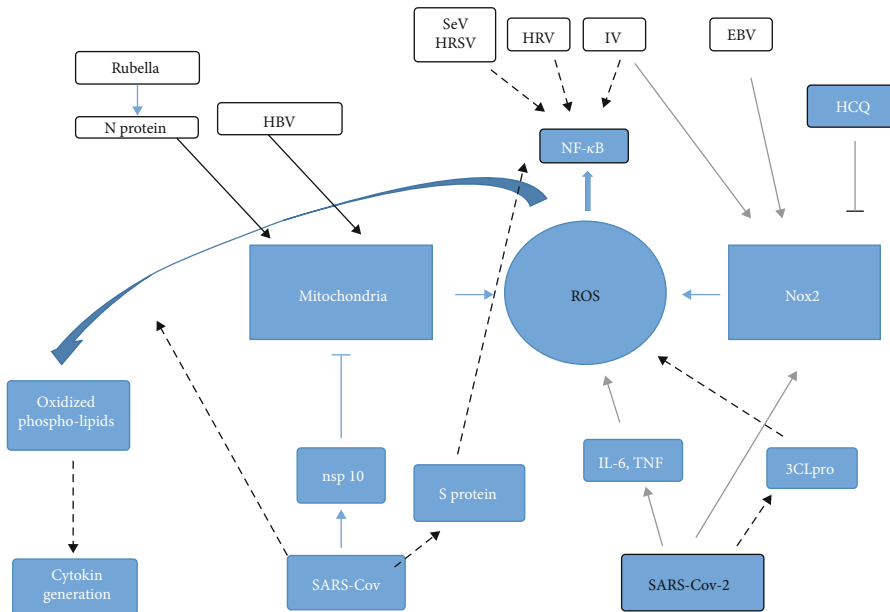 SeV
HRSV
HRV
IV
EBV
Rubella
HCQ
N protein
HBV
NF-κB
Mitochondria
ROS
Nox2
Oxidized
phospho-lipids
nsp 10
S protein
IL-6, TNF
3CLpro
Cytokin
generation
SARS-Cov
SARS-Cov-2